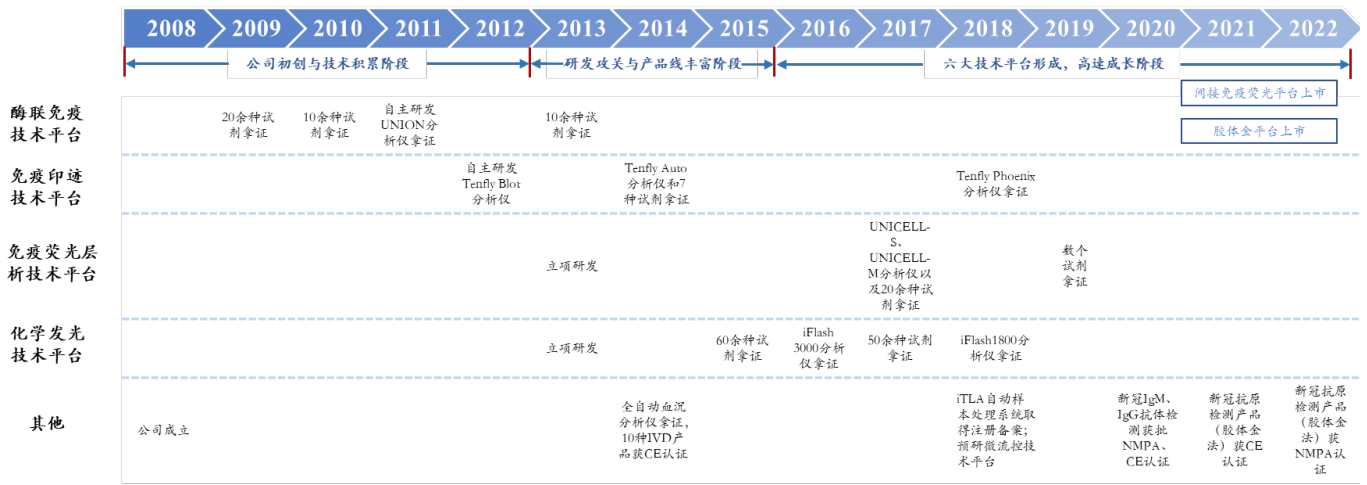 2008 2009 2010 2011 2012 2013 2014 2015 2016 2017 2018 2019 2020 2021 2022
公司初创与技术积累阶段
研发攻关与产品线丰富阶段
六大技术平台形成，高速成长阶段
间接免疫荧光平台上市
胶体金平台上市
酶联免疫
技术平台
20余种试
剂拿证
10余种试
剂拿证
自主研发
UNION分
析仪拿证
10余种试
剂拿证
免疫印迹
技术平台
自主研发
Tenfly Blot
分析仪
Tenfly Auto
分析仪和7
种试剂拿证
Tenfly Phoenix
分析仪拿证
免疫荧光层
析技术平台
立项研发
UNICELL-
S、
UNICELL-
M分析仪以
及20余种试
剂拿证
数个
试剂
拿证
化学发光
技术平台
立项研发
60余种试
剂拿证
iFlash
3000分析
仪拿证
50余种试剂
拿证
iFlash1800分
析仪拿证
其他
公司成立
全自动血沉
分析仪拿证，
10种IVD产
品获CE认证
iTLA自动样
本处理系统取
得注册备案；
预研微流控技
术平台
新冠IgM、
IgG抗体检
测获批
NMPA、
CE认证
新冠抗原
检测产品
（胶体金
法）获CE
认证
新冠抗原
检测产品
（胶体金
法）获
NMPA认
证